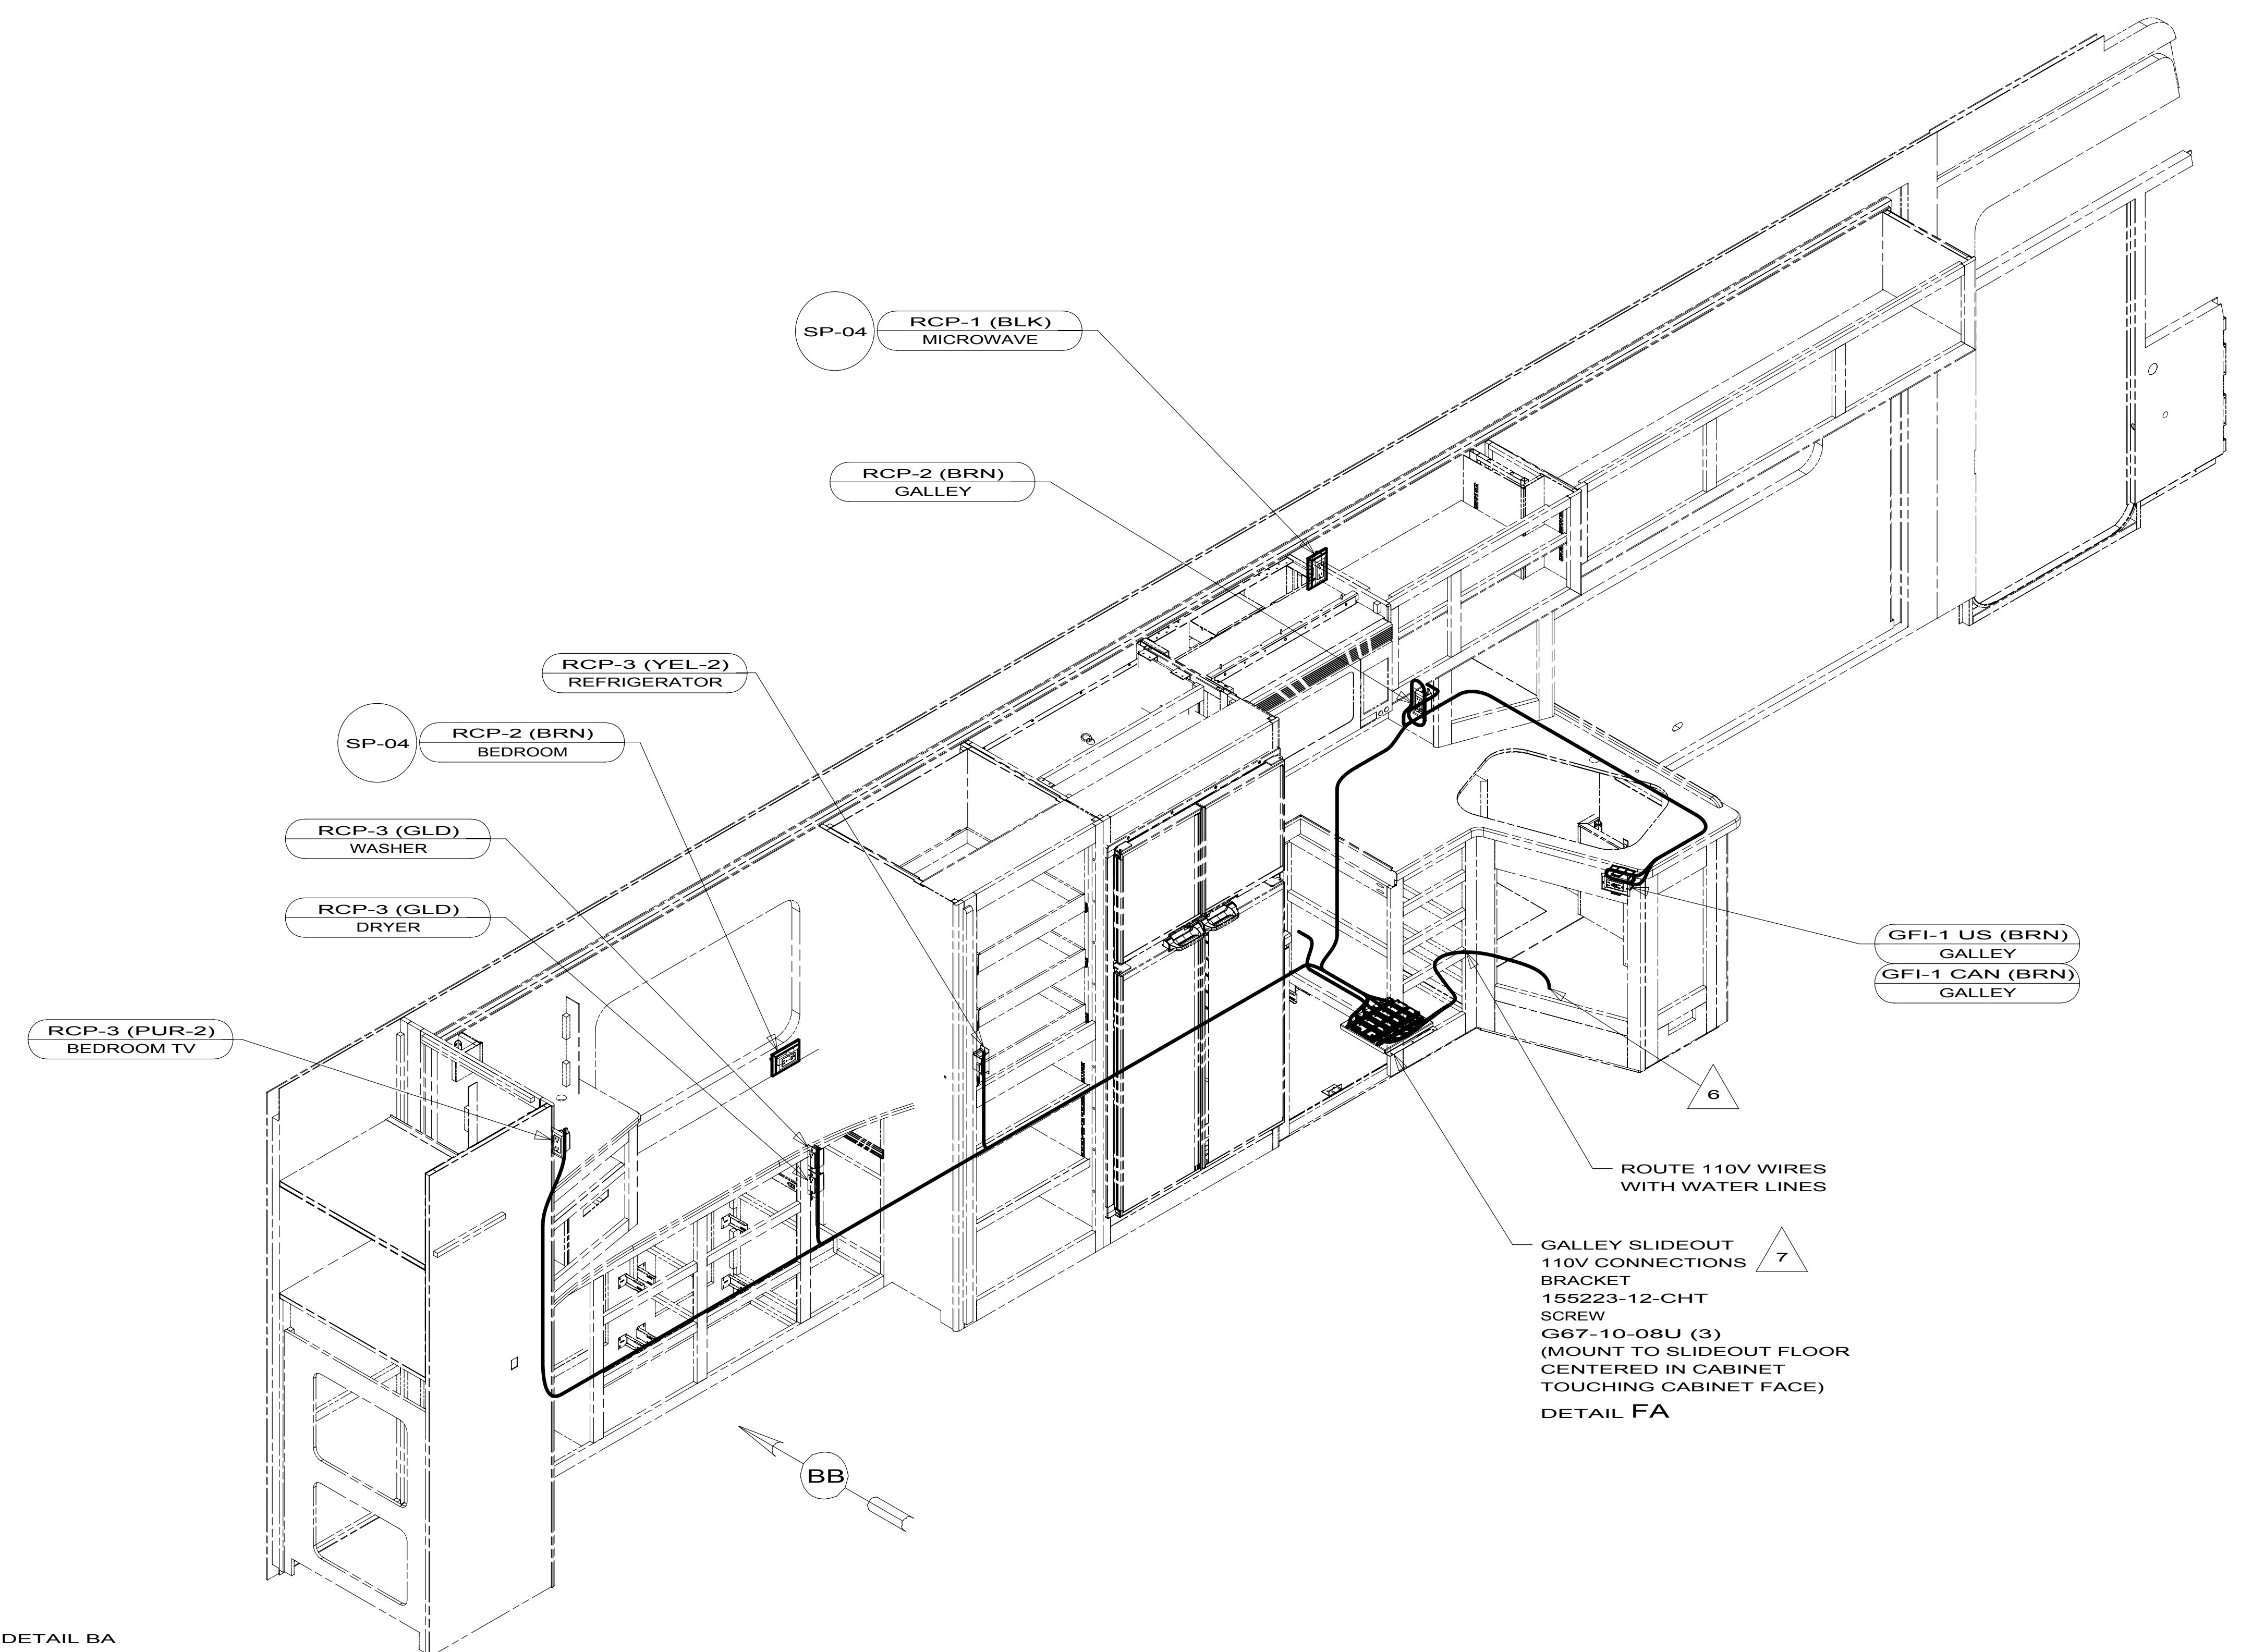 SP-04
RCP-1 (BLK)
MICROWAVE
RCP-2 (BRN)
GALLEY
RCP-3 (YEL-2)
REFRIGERATOR
SP-04
RCP-2 (BRN)
BEDROOM
RCP-3 (GLD)
WASHER
RCP-3 (GLD)
DRYER
GFI-1 US (BRN)
GALLEY
GFI-1 CAN (BRN)
GALLEY
RCP-3 (PUR-2)
BEDROOM TV
6
ROUTE 110V WIRES
WITH WATER LINES
GALLEY SLIDEOUT
110V CONNECTIONS
7
BRACKET
155223-12-CHT
SCREW
G67-10-08U (3)
(MOUNT TO SLIDEOUT FLOOR
CENTERED IN CABINET
TOUCHING CABINET FACE)
DETAIL FA
BB
DETAIL BA